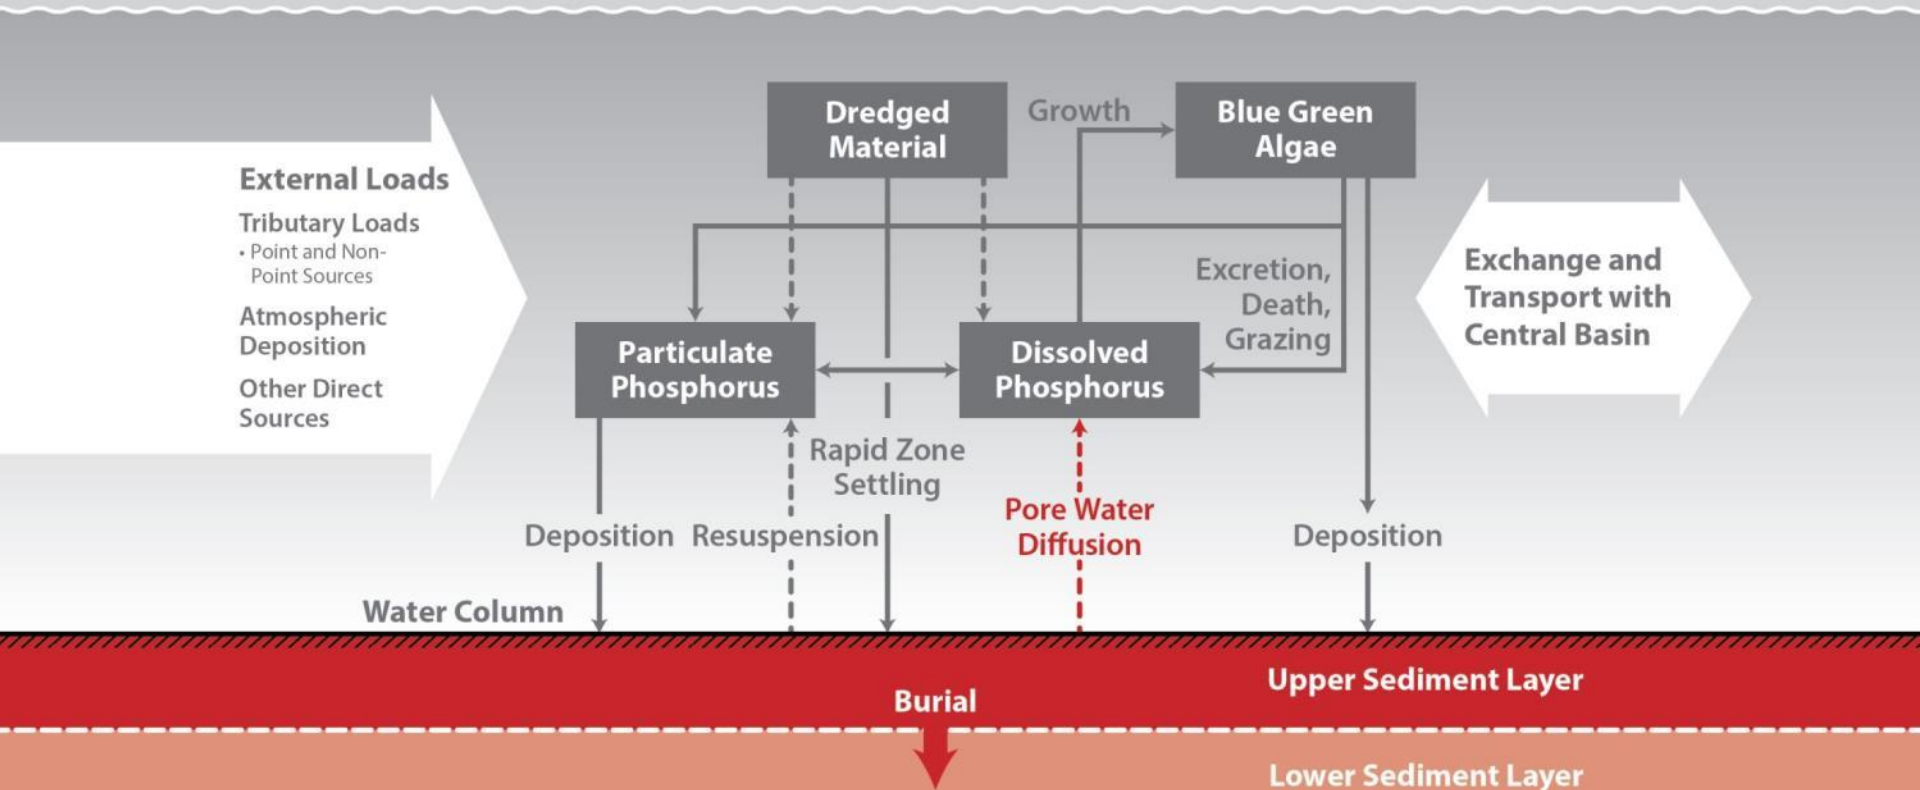 Dredged
Material
Growth
Blue Green
Algae
External Loads
Tributary Loads
• Point and Non-
Point Sources
Atmospheric
Deposition
Other Direct
Sources
Excretion,
Death,
Grazing
Exchange and
Transport with
Central Basin
Particulate
Phosphorus
Dissolved
Phosphorus
Rapid Zone
Settling
Pore Water
Diffusion
Deposition
Resuspension
Deposition
Water Column
Upper Sediment Layer
Burial
Lower Sediment Layer